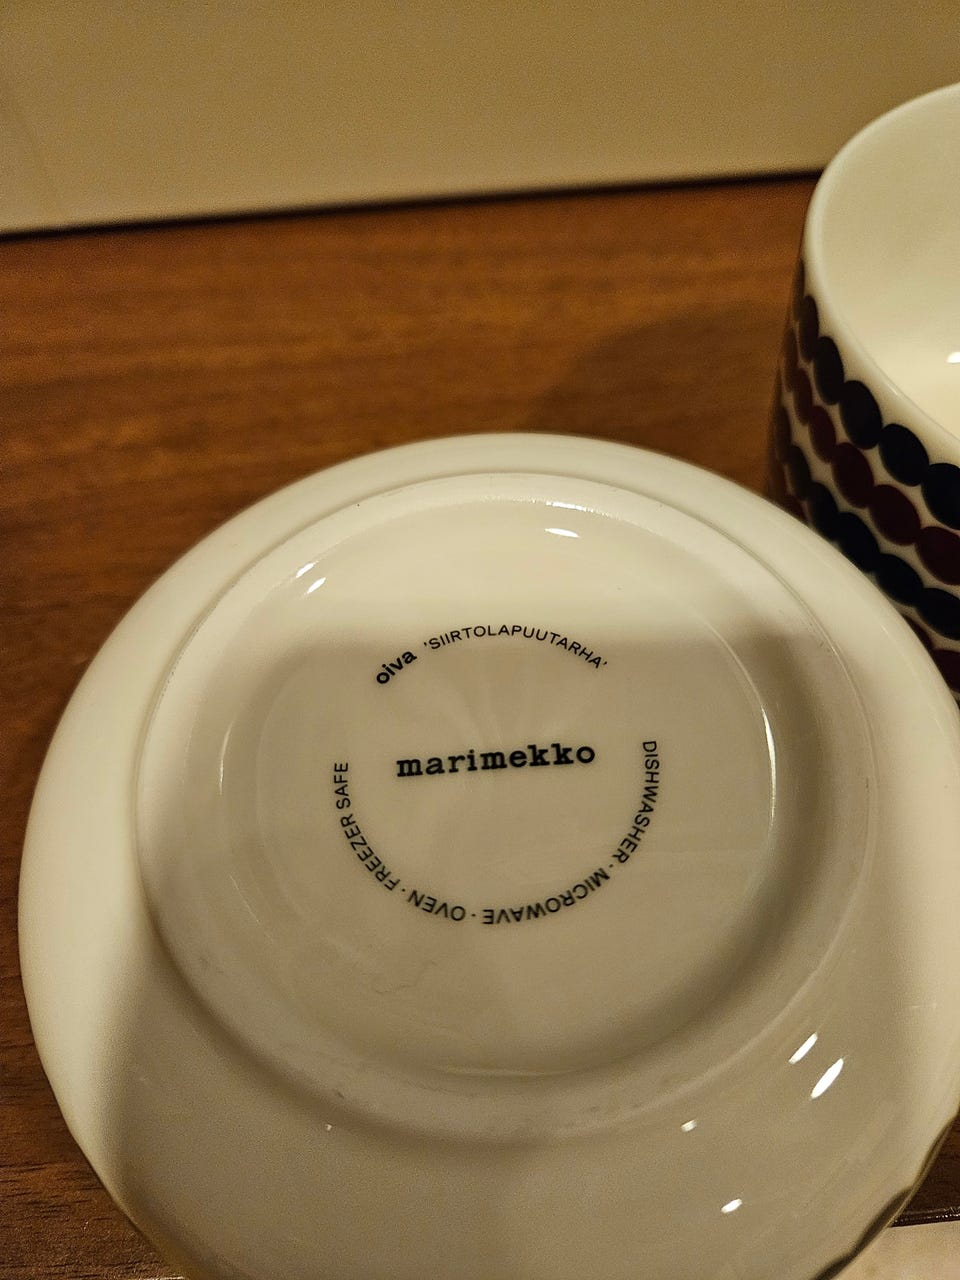 oiva 'SIIRTOLAPUUTARHA'
marimekko
DISHWASHER · MICROWAVE · OVEN · FREEZER SAFE